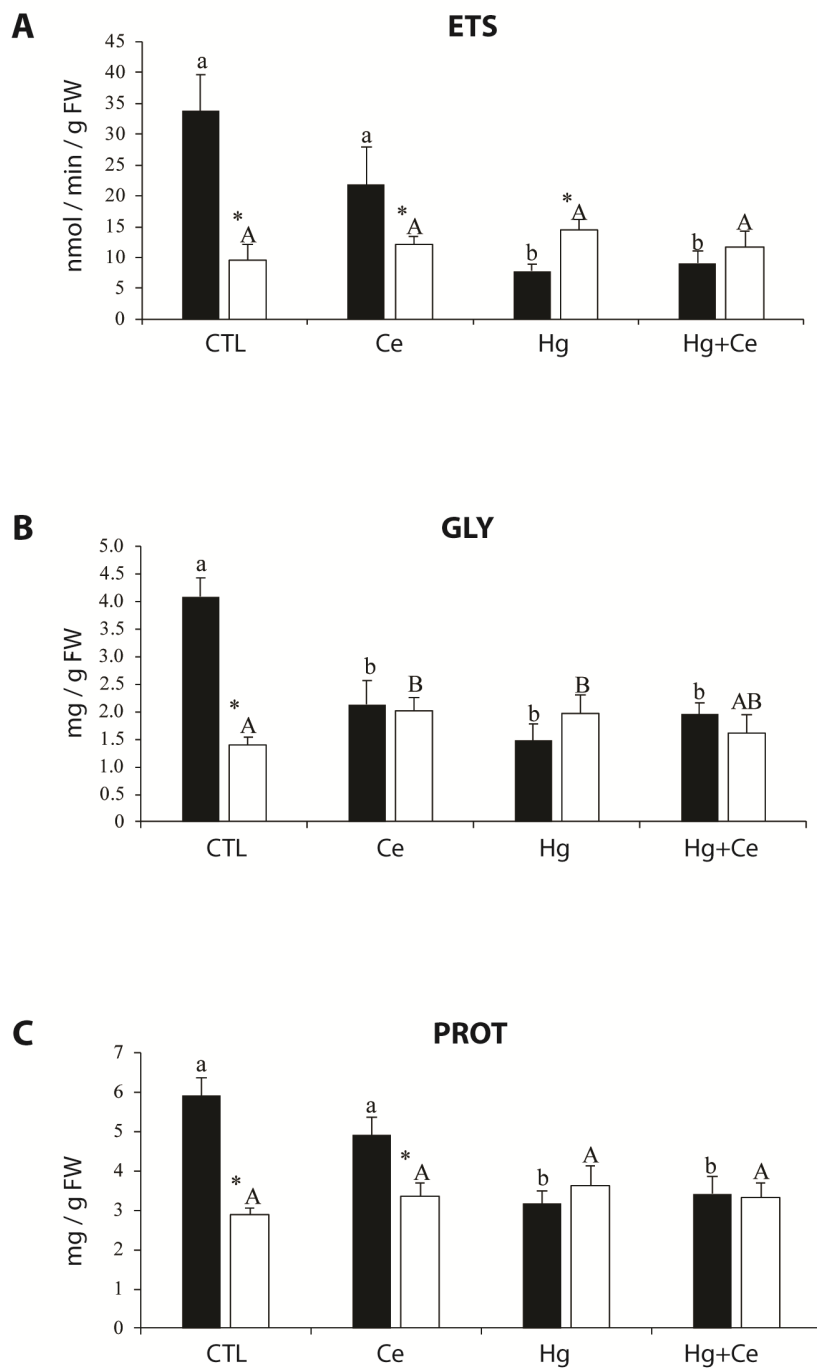 A
ETS
nmol / min / g FW
45
40
35
30
25
20
15
10
5
0
a
*
A
a
*
A
b
*
A
b
A
CTL
Ce
Hg
Hg+Ce
B
GLY
mg / g FW
5.0
4.5
4.0
3.5
3.0
2.5
2.0
1.5
1.0
0.5
0
a
*
A
b
B
b
B
b
AB
CTL
Ce
Hg
Hg+Ce
C
PROT
mg / g FW
7
6
5
4
3
2
1
0
a
*
A
a
*
A
b
A
b
A
CTL
Ce
Hg
Hg+Ce